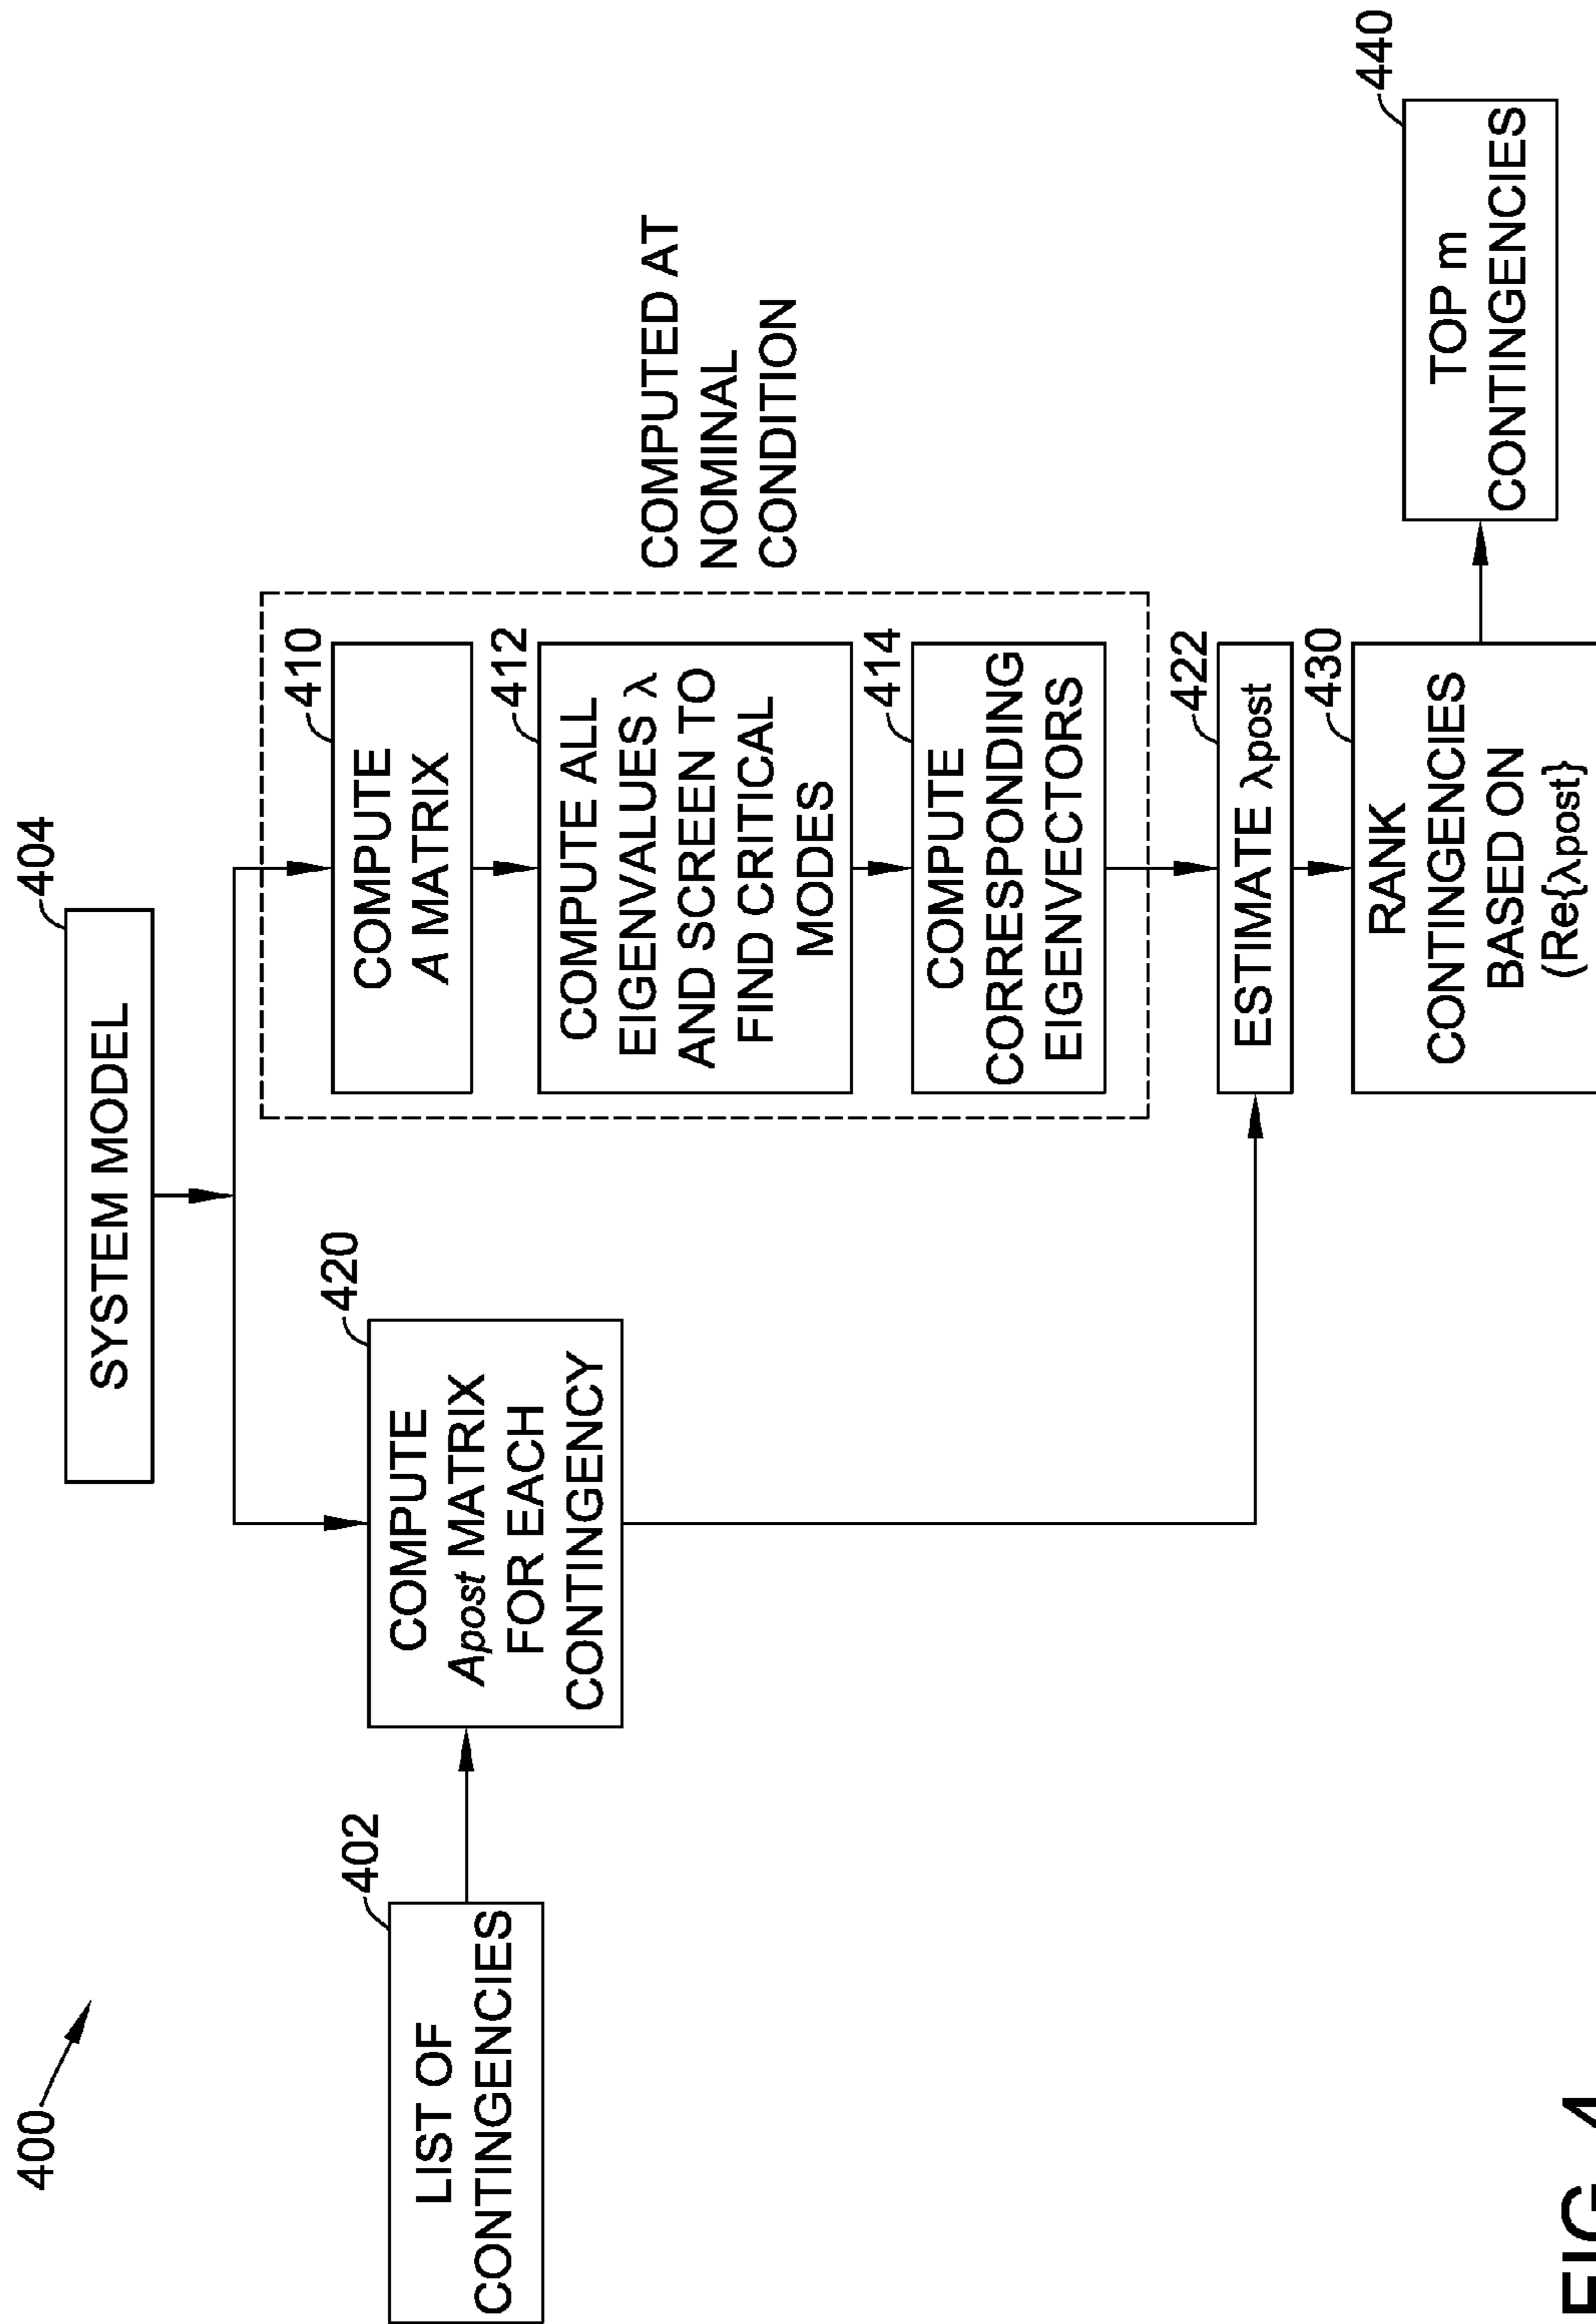 400
404
SYSTEM MODEL
402
LIST OF
CONTINGENCIES
420
COMPUTE
Apost MATRIX
FOR EACH
CONTINGENCY
410
COMPUTE
A MATRIX
412
COMPUTE ALL
EIGENVALUES λ
AND SCREEN TO
FIND CRITICAL
MODES
414
COMPUTE
CORRESPONDING
EIGENVECTORS
COMPUTED AT
NOMINAL
CONDITION
422
ESTIMATE λpost
430
RANK
CONTINGENCIES
BASED ON
(Re{λpost}
440
TOP m
CONTINGENCIES
FIG. 4